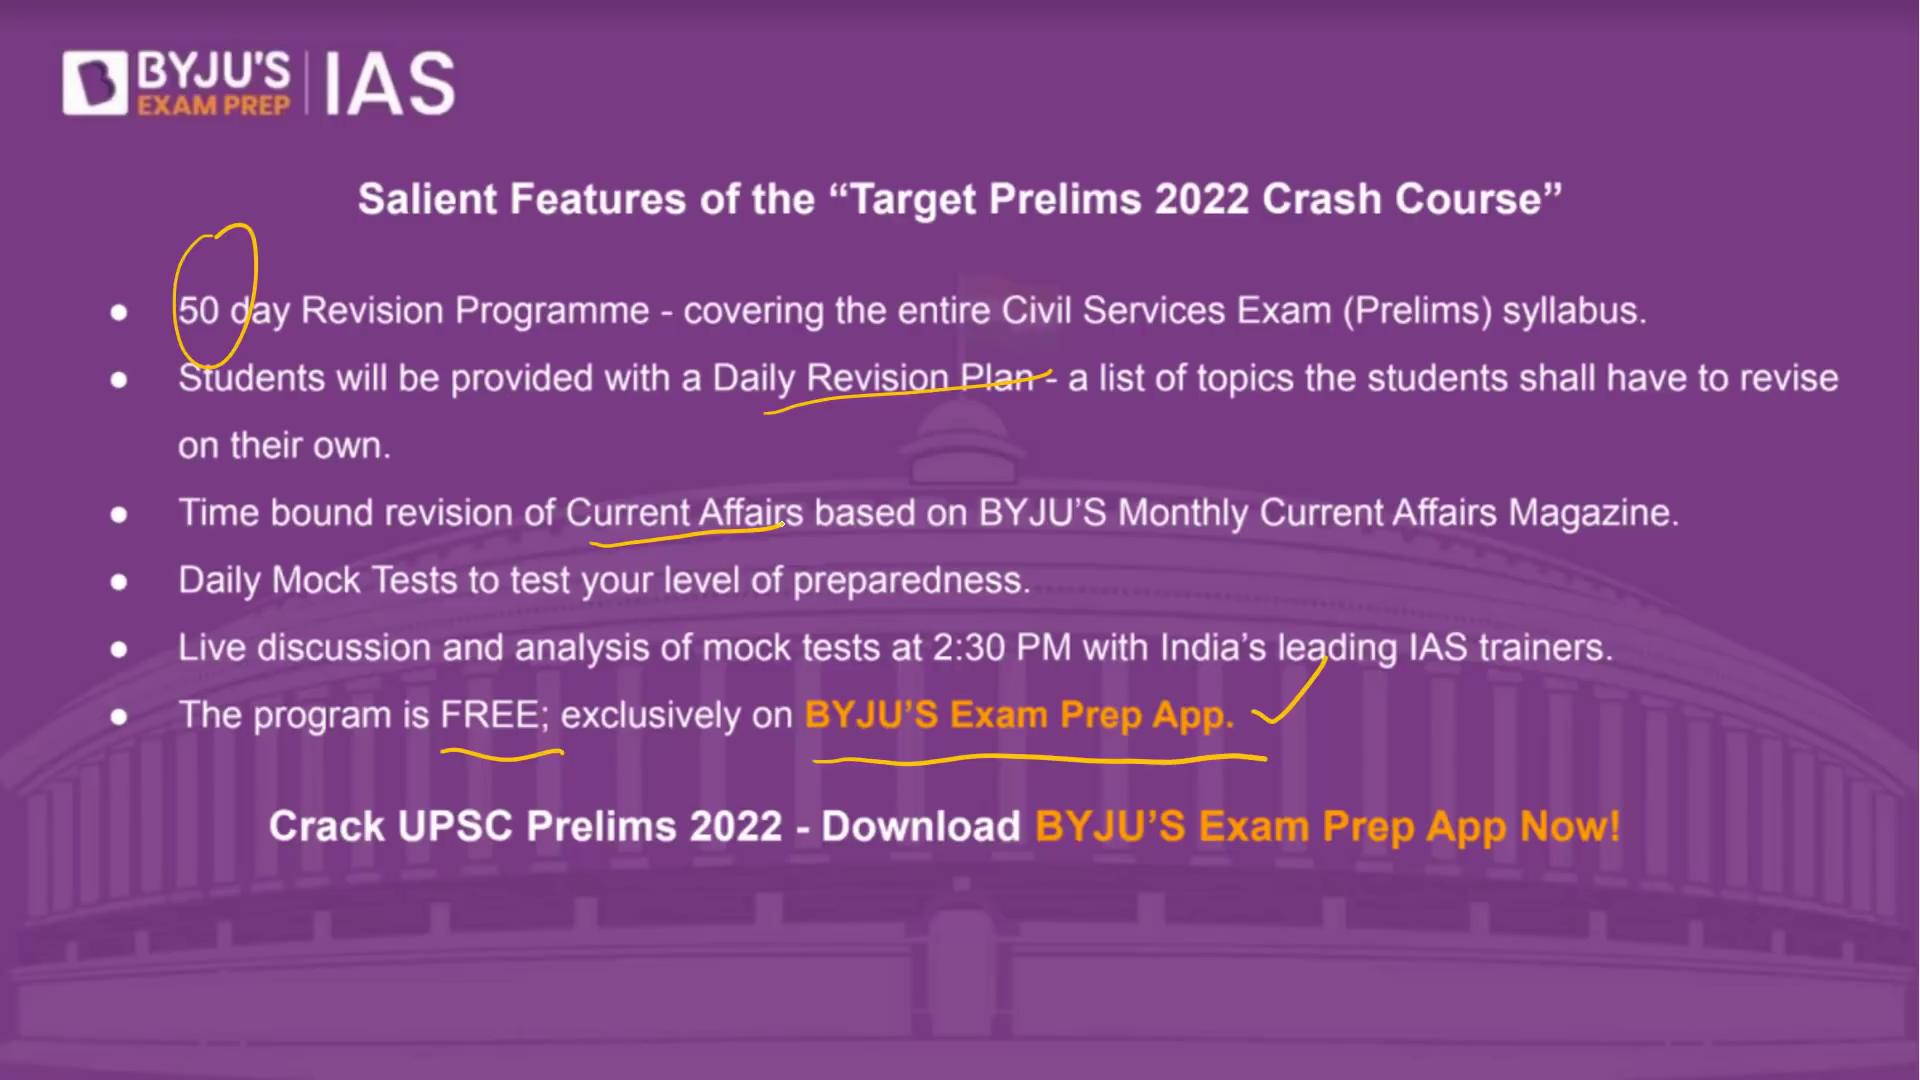 BYJU'S
EXAM PREP
IAS
Salient Features of the “Target Prelims 2022 Crash Course”
● 50 day Revision Programme - covering the entire Civil Services Exam (Prelims) syllabus.
● Students will be provided with a Daily Revision Plan - a list of topics the students shall have to revise
on their own.
● Time bound revision of Current Affairs based on BYJU’S Monthly Current Affairs Magazine.
● Daily Mock Tests to test your level of preparedness.
● Live discussion and analysis of mock tests at 2:30 PM with India’s leading IAS trainers.
● The program is FREE; exclusively on BYJU’S Exam Prep App.
Crack UPSC Prelims 2022 - Download BYJU’S Exam Prep App Now!